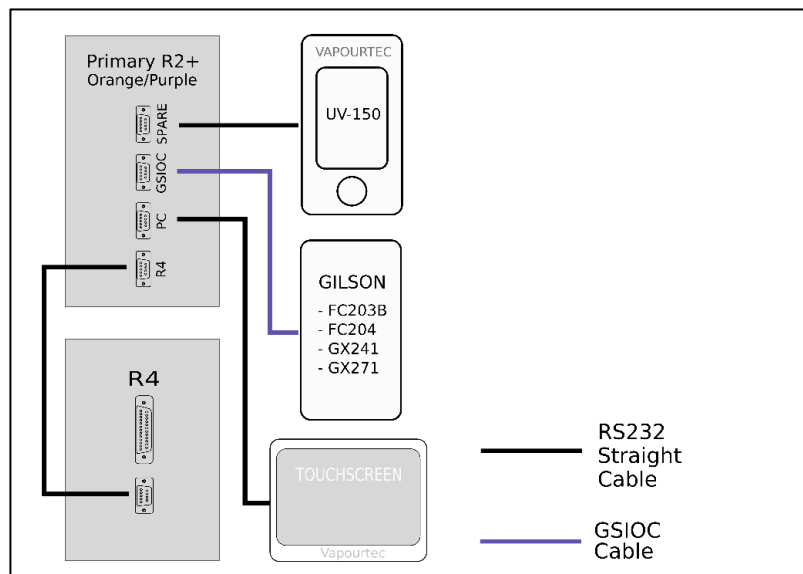 Primary R2+
Orange/Purple
SPARE
GSIOC
PC
R4
R4
VAPOURTEC
UV-150
GILSON
- FC203B
- FC204
- GX241
- GX271
TOUCHSCREEN
Vapourtec
RS232
Straight
Cable
GSIOC
Cable